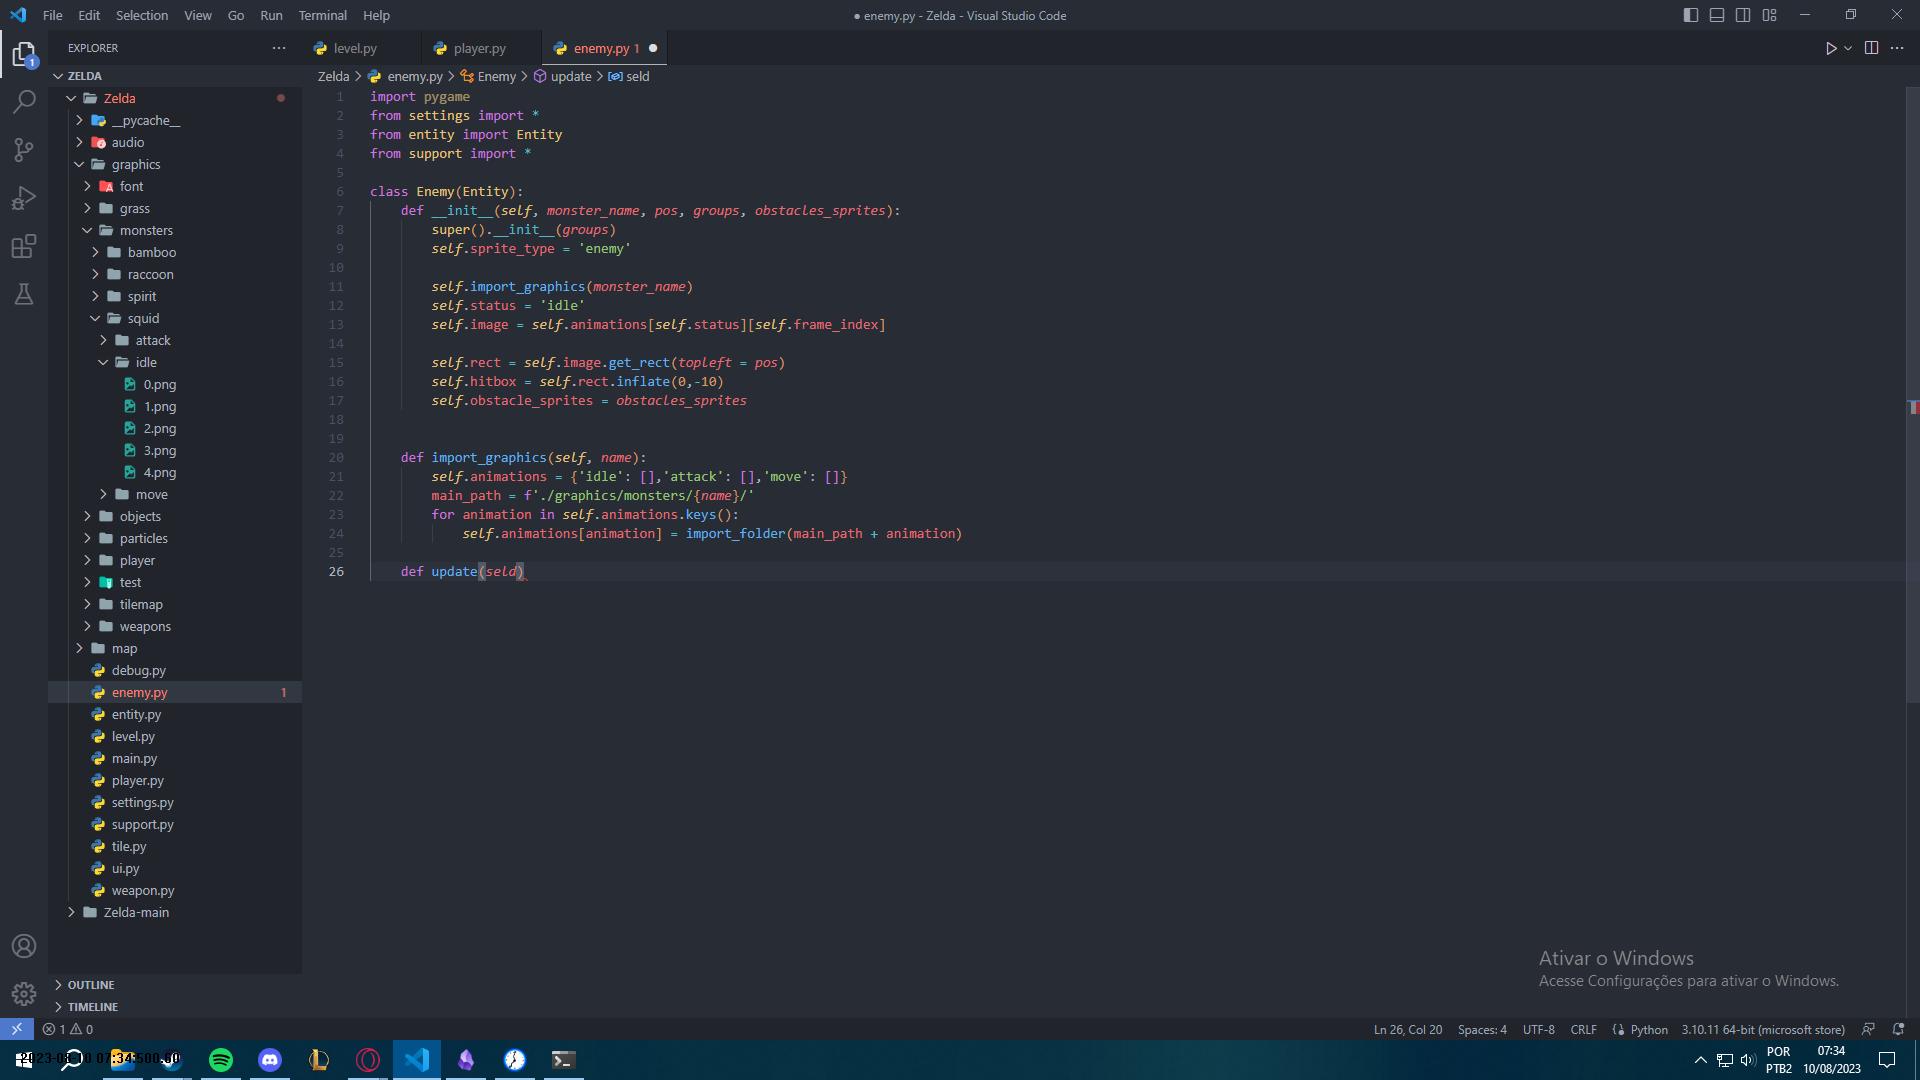 File Edit Selection View Go Run Terminal Help
● enemy.py - Zelda - Visual Studio Code
EXPLORER
level.py
player.py
enemy.py 1
ZELDA
Zelda > enemy.py > Enemy > update > seld
1
Zelda
__pycache__
audio
graphics
font
grass
monsters
bamboo
raccoon
spirit
squid
attack
idle
0.png
1.png
2.png
3.png
4.png
move
objects
particles
player
test
tilemap
weapons
map
debug.py
enemy.py 1
entity.py
level.py
main.py
player.py
settings.py
support.py
tile.py
ui.py
weapon.py
Zelda-main
OUTLINE
TIMELINE
1 import pygame
2 from settings import *
3 from entity import Entity
4 from support import *
5
6 class Enemy(Entity):
7 def __init__(self, monster_name, pos, groups, obstacles_sprites):
8 super().__init__(groups)
9 self.sprite_type = 'enemy'
10
11 self.import_graphics(monster_name)
12 self.status = 'idle'
13 self.image = self.animations[self.status][self.frame_index]
14
15 self.rect = self.image.get_rect(topleft = pos)
16 self.hitbox = self.rect.inflate(0,-10)
17 self.obstacle_sprites = obstacles_sprites
18
19
20 def import_graphics(self, name):
21 self.animations = {'idle': [],'attack': [],'move': []}
22 main_path = f'./graphics/monsters/{name}/'
23 for animation in self.animations.keys():
24 self.animations[animation] = import_folder(main_path + animation)
25
26 def update(seld)
Ativar o Windows
Acesse Configurações para ativar o Windows.
1 0
Ln 26, Col 20 Spaces: 4 UTF-8 CRLF Python 3.10.11 64-bit (microsoft store)
POR
PTB2
07:34
10/08/2023